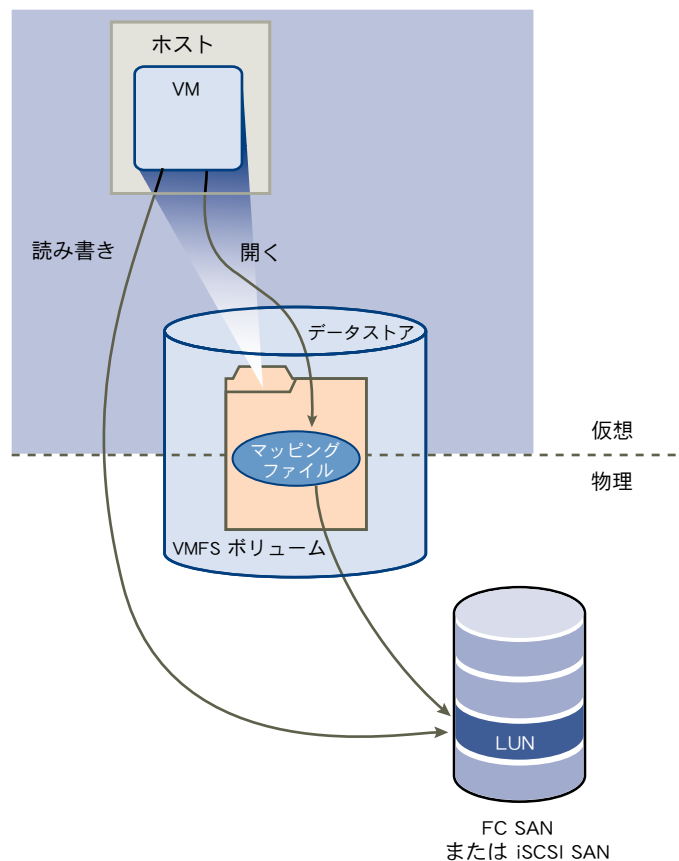 ホスト
VM
読み書き
開く
データストア
マッピング
ファイル
仮想
物理
VMFS ボリューム
LUN
FC SAN
または iSCSI SAN